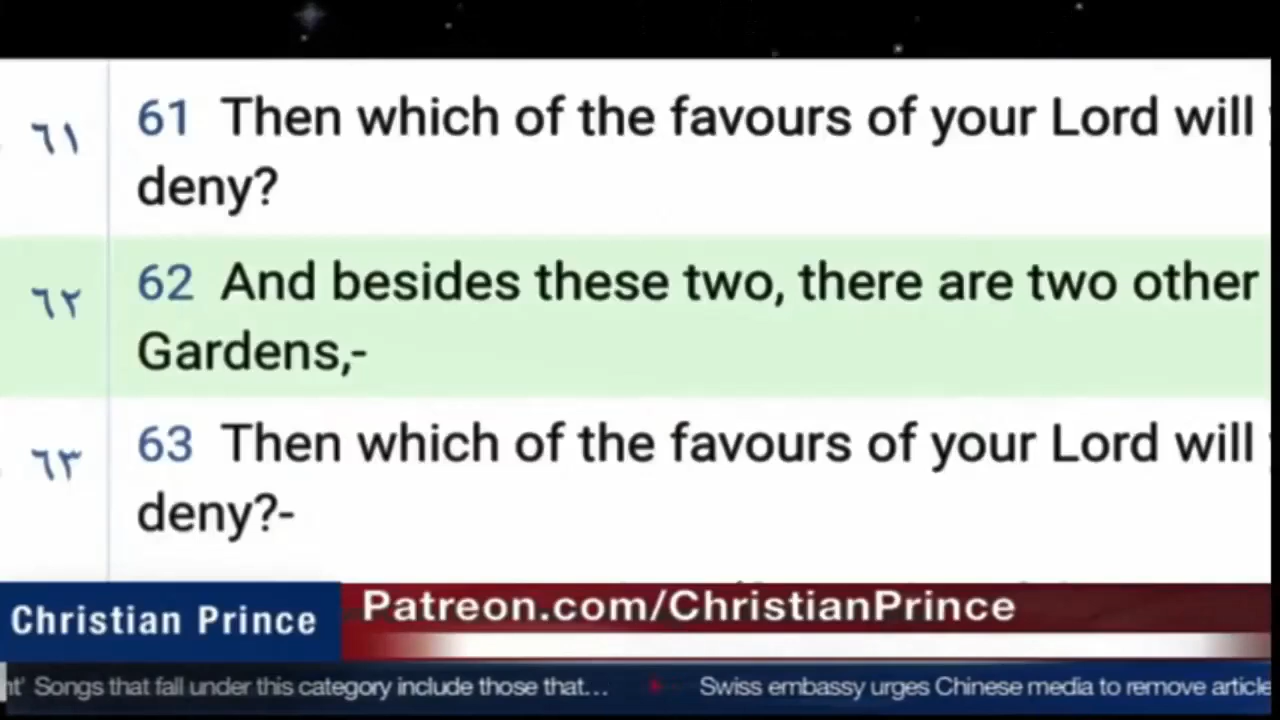 ٦١ 61 Then which of the favours of your Lord will
deny?
٦٢ 62 And besides these two, there are two other
Gardens,-
٦٣ 63 Then which of the favours of your Lord will
deny?-
Christian Prince
Patreon.com/ChristianPrince
nt' Songs that fall under this category include those that... Swiss embassy urges Chinese media to remove article